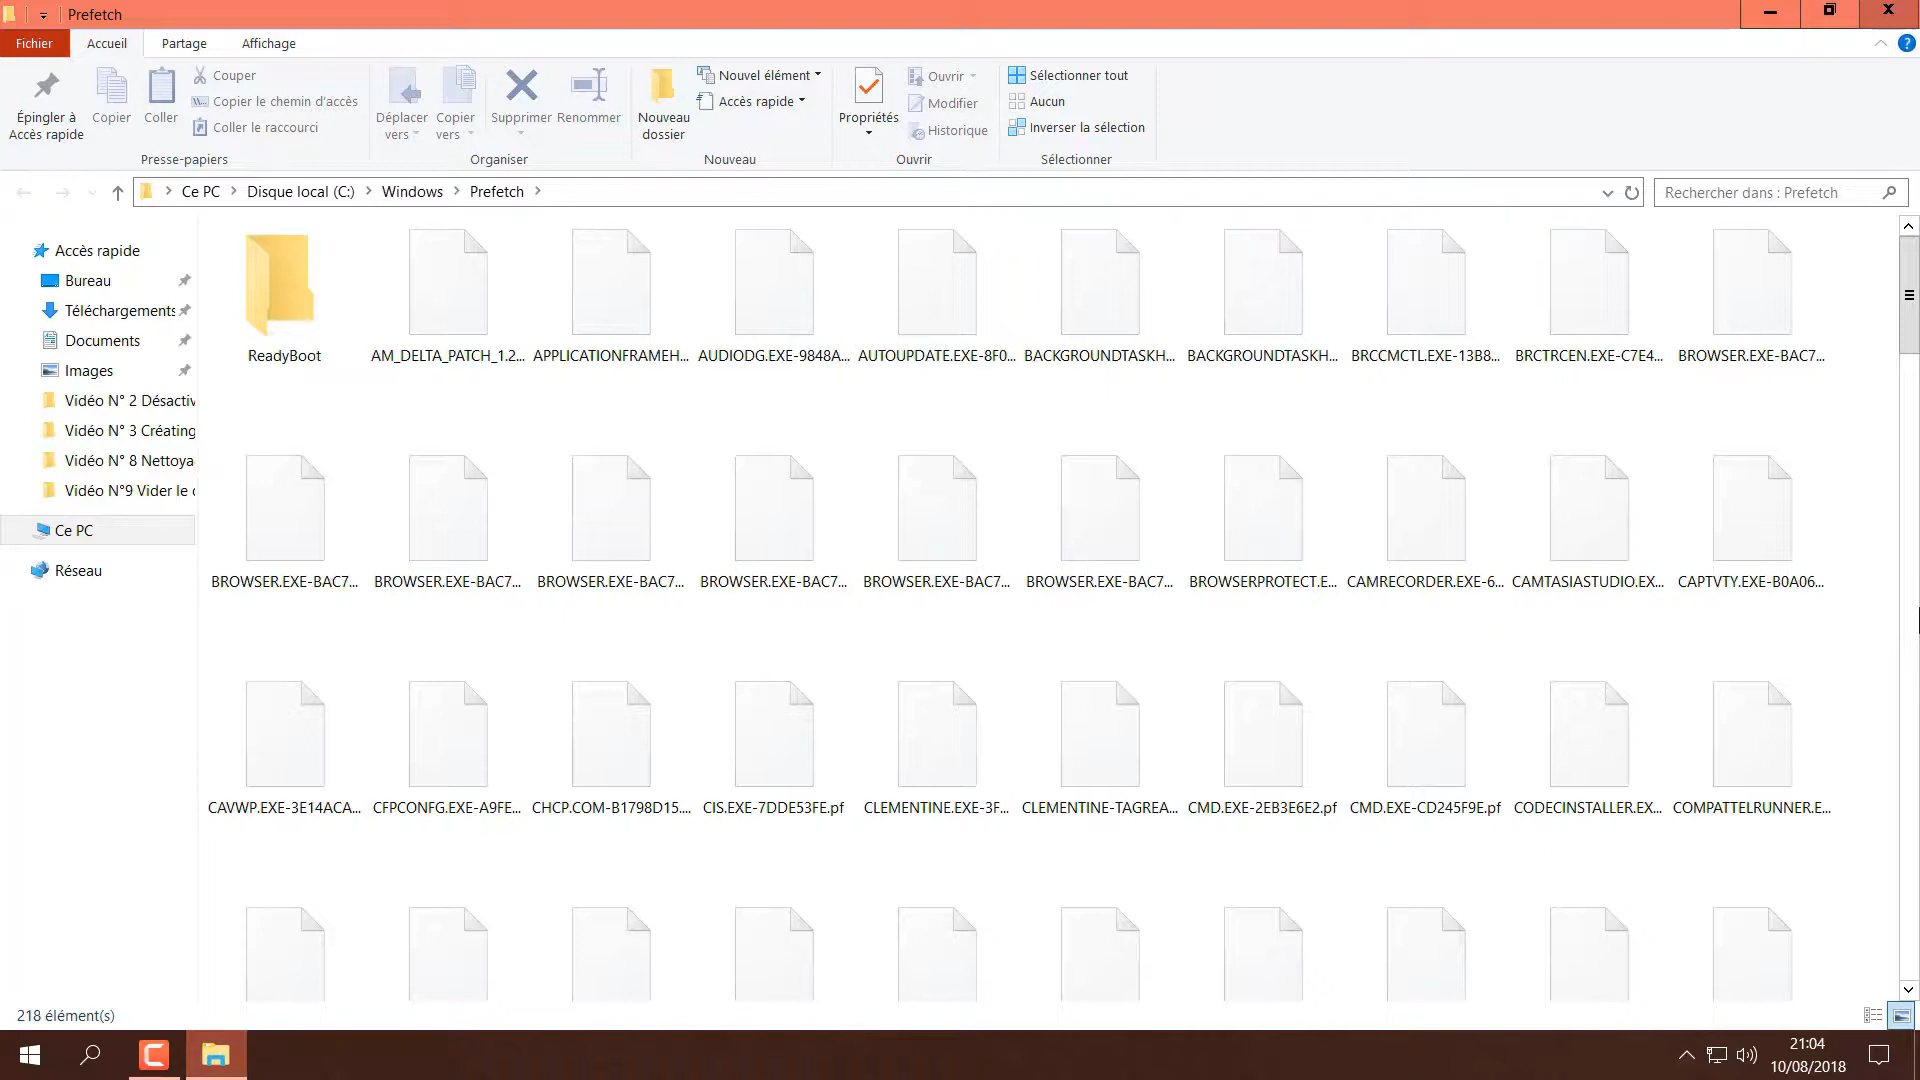 Prefetch
Fichier
Accueil
Partage
Affichage
Épingler à
Accès rapide
Copier
Coller
Couper
Copier le chemin d'accès
Coller le raccourci
Presse-papiers
Déplacer
vers
Copier
vers
Supprimer
Renommer
Organiser
Nouveau
dossier
Nouvel élément
Accès rapide
Nouveau
Propriétés
Ouvrir
Modifier
Historique
Ouvrir
Sélectionner tout
Aucun
Inverser la sélection
Sélectionner
Ce PC > Disque local (C:) > Windows > Prefetch >
Rechercher dans : Prefetch
Accès rapide
Bureau
Téléchargements
Documents
Images
Vidéo N° 2 Désactiv
Vidéo N° 3 Créating
Vidéo N° 8 Nettoya
Vidéo N°9 Vider le c
Ce PC
Réseau
ReadyBoot
AM_DELTA_PATCH_1.2...
APPLICATIONFRAMEH...
AUDIODG.EXE-9848A...
AUTOUPDATE.EXE-8F0...
BACKGROUNDTASKH...
BACKGROUNDTASKH...
BRCCMCTL.EXE-13B8...
BRCTRCEN.EXE-C7E4...
BROWSER.EXE-BAC7...
BROWSER.EXE-BAC7...
BROWSER.EXE-BAC7...
BROWSER.EXE-BAC7...
BROWSER.EXE-BAC7...
BROWSER.EXE-BAC7...
BROWSER.EXE-BAC7...
BROWSERPROTECT.E...
CAMRECORDER.EXE-6...
CAMTASIASTUDIO.EX...
CAPTVTY.EXE-B0A06...
CAVWP.EXE-3E14ACA...
CFPCONFG.EXE-A9FE...
CHCP.COM-B1798D15....
CIS.EXE-7DDE53FE.pf
CLEMENTINE.EXE-3F...
CLEMENTINE-TAGREA...
CMD.EXE-2EB3E6E2.pf
CMD.EXE-CD245F9E.pf
CODECINSTALLER.EX...
COMPATTELRUNNER.E...
218 élément(s)
21:04
10/08/2018